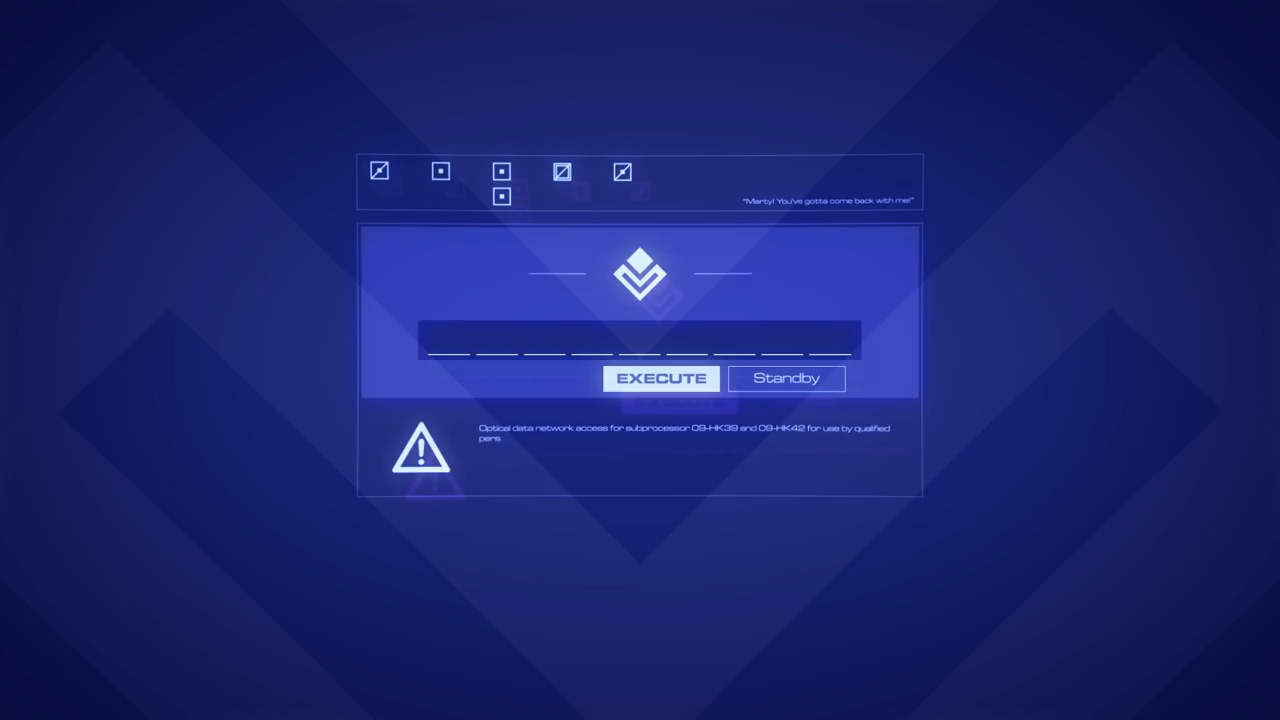 "Marty! You've gotta come back with me!"
EXECUTE
Standby
Optical data network access for subprocessor 09-HK39 and 09-HK42 for use by qualified
pers